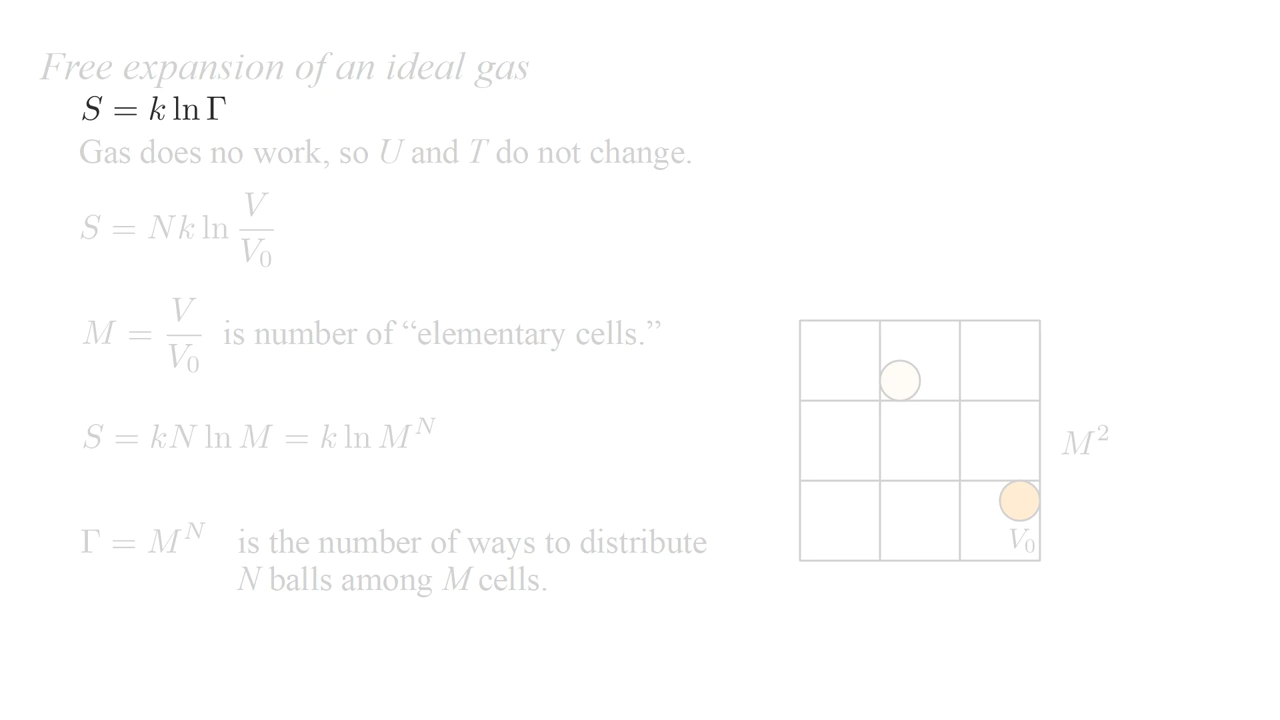 Free expansion of an ideal gas
S = k ln Γ
Gas does no work, so U and T do not change.
S = Nk ln V/V₀
M = V/V₀ is number of “elementary cells.”
S = kN ln M = k ln Mᴺ
M²
V₀
Γ = Mᴺ is the number of ways to distribute
N balls among M cells.